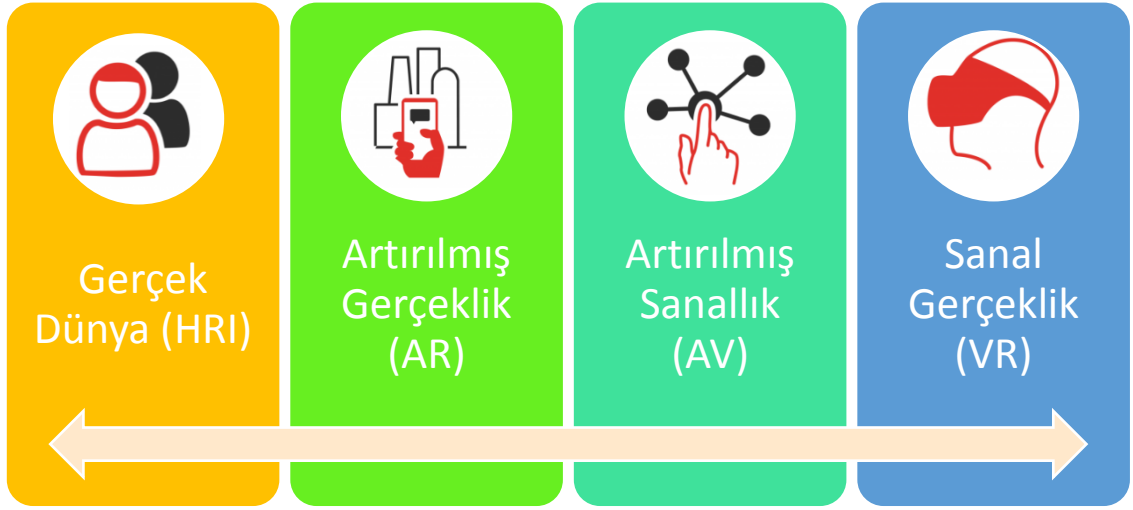 Gerçek
Dünya (HRI)
Artırılmış
Gerçeklik
(AR)
Artırılmış
Sanallık
(AV)
Sanal
Gerçeklik
(VR)